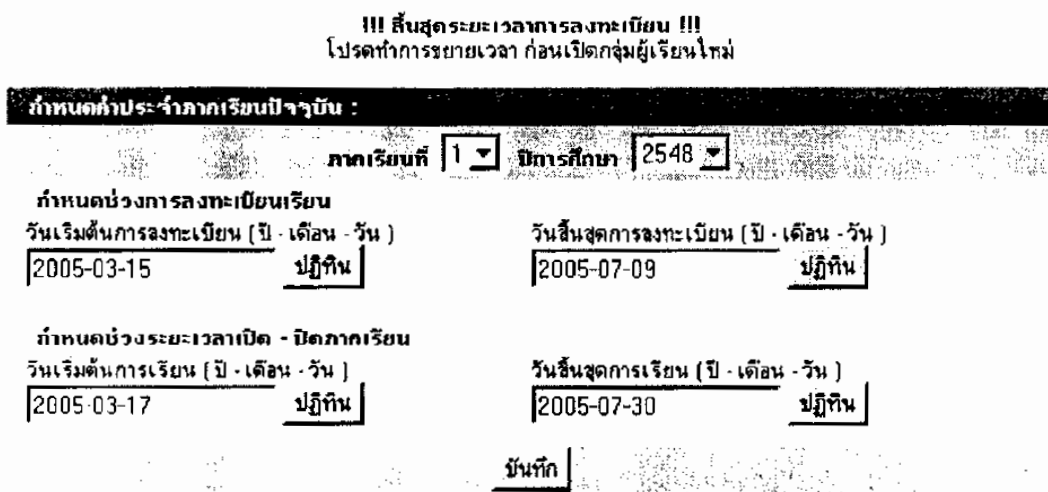 !!! สิ้นสุดระยะเวลาการลงทะเบียน !!!
โปรดทำการขยายเวลา ก่อนเปิดกลุ่มผู้เรียนใหม่
กำหนดค่าประจำภาคเรียนปัจจุบัน :
ภาคเรียนที่ 1 ปีการศึกษา 2548
กำหนดช่วงการลงทะเบียนเรียน
วันเริ่มต้นการลงทะเบียน ( ปี - เดือน - วัน ) วันสิ้นสุดการลงทะเบียน ( ปี - เดือน - วัน )
2005-03-15 ปฏิทิน 2005-07-09 ปฏิทิน
กำหนดช่วงระยะเวลาเปิด - ปิดภาคเรียน
วันเริ่มต้นการเรียน ( ปี - เดือน - วัน ) วันสิ้นสุดการเรียน ( ปี - เดือน - วัน )
2005-03-17 ปฏิทิน 2005-07-30 ปฏิทิน
บันทึก